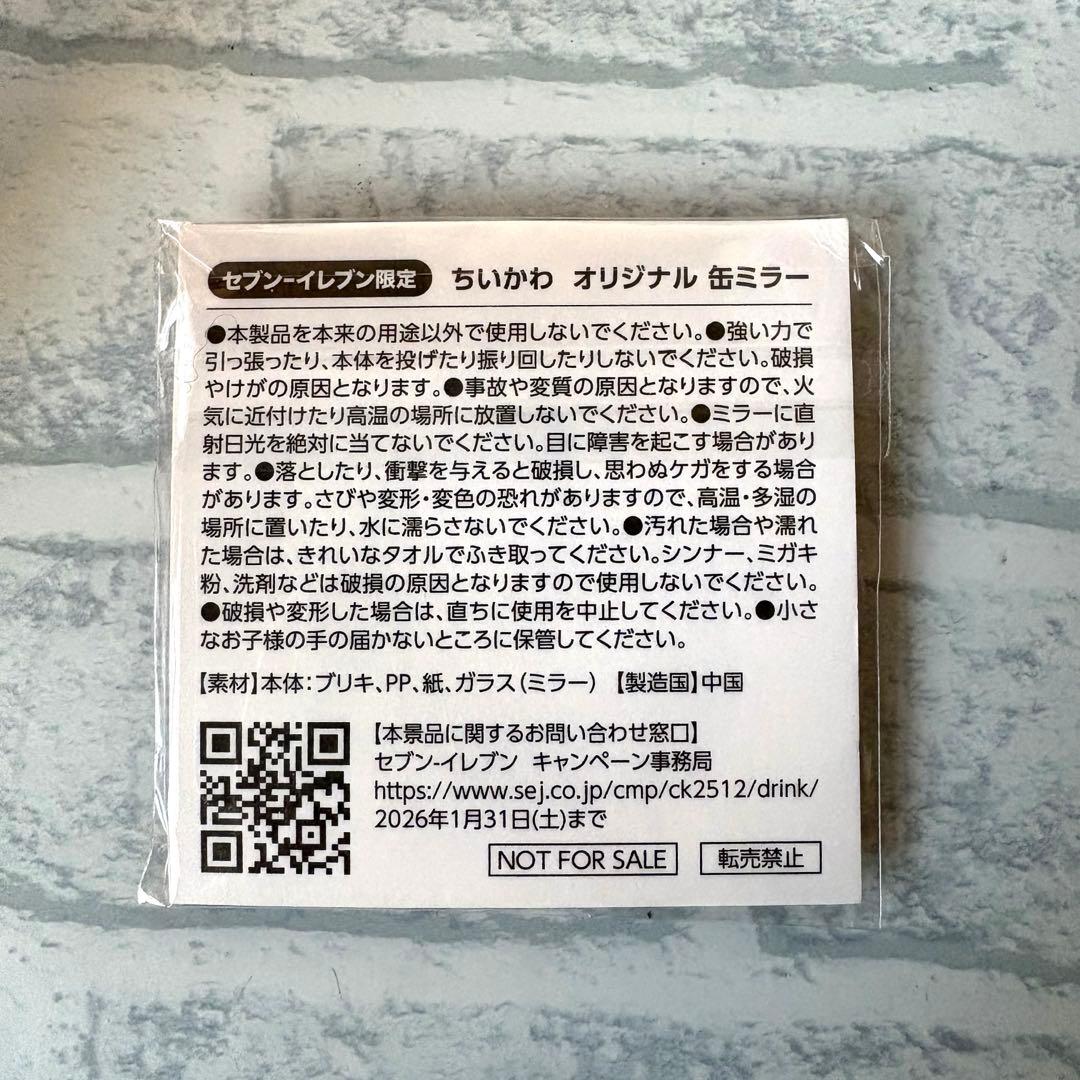 セブン-イレブン限定 ちいかわ オリジナル 缶ミラー
●本製品を本来の用途以外で使用しないでください。●強い力で
引っ張ったり、本体を投げたり振り回したりしないでください。破損
やけがの原因となります。●事故や変質の原因となりますので、火
気に近付けたり高温の場所に放置しないでください。●ミラーに直
射日光を絶対に当てないでください。目に障害を起こす場合があり
ます。●落としたり、衝撃を与えると破損し、思わぬケガをする場合
があります。さびや変形・変色の恐れがありますので、高温・多湿の
場所に置いたり、水に濡らさないでください。●汚れた場合や濡れ
た場合は、きれいなタオルでふき取ってください。シンナー、ミガキ
粉、洗剤などは破損の原因となりますので使用しないでください。
●破損や変形した場合は、直ちに使用を中止してください。●小さ
なお子様の手の届かないところに保管してください。
【素材】本体：ブリキ、PP、紙、ガラス（ミラー） 【製造国】中国
【本景品に関するお問い合わせ窓口】
セブン-イレブン キャンペーン事務局
https://www.sej.co.jp/cmp/ck2512/drink/
2026年1月31日(土)まで
NOT FOR SALE 転売禁止